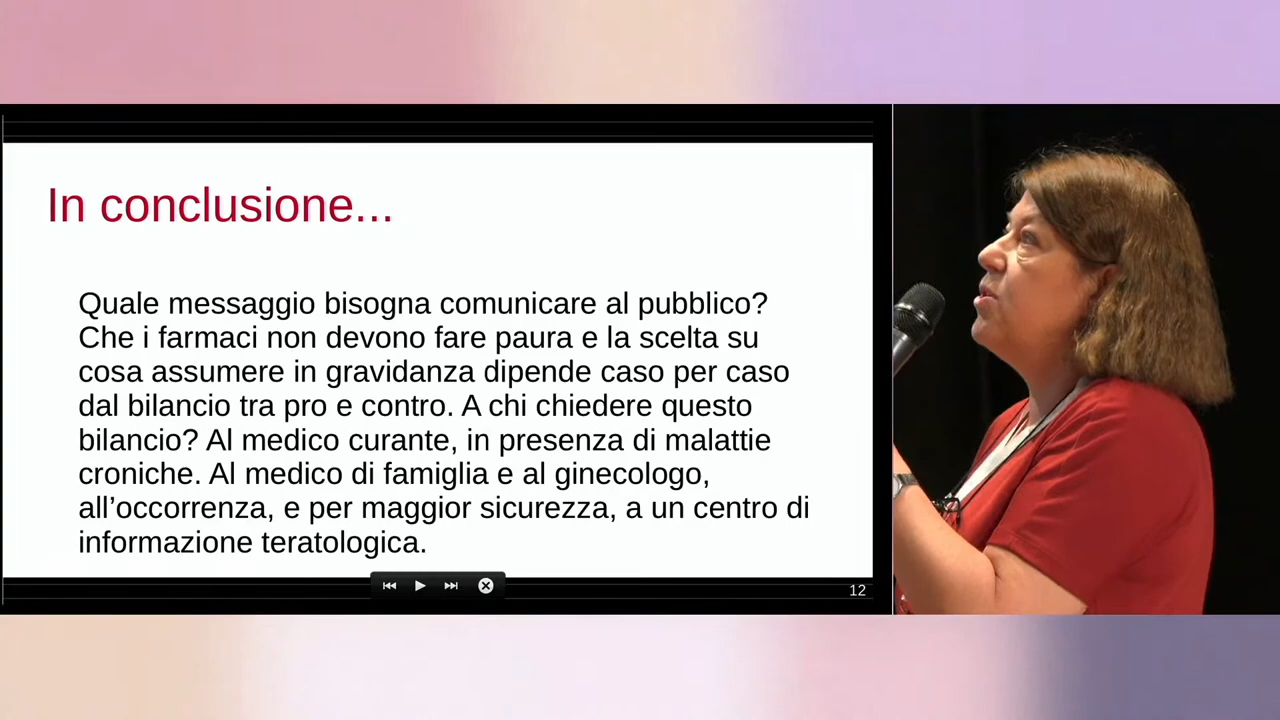 In conclusione...
Quale messaggio bisogna comunicare al pubblico?
Che i farmaci non devono fare paura e la scelta su
cosa assumere in gravidanza dipende caso per caso
dal bilancio tra pro e contro. A chi chiedere questo
bilancio? Al medico curante, in presenza di malattie
croniche. Al medico di famiglia e al ginecologo,
all’occorrenza, e per maggior sicurezza, a un centro di
informazione teratologica.
12